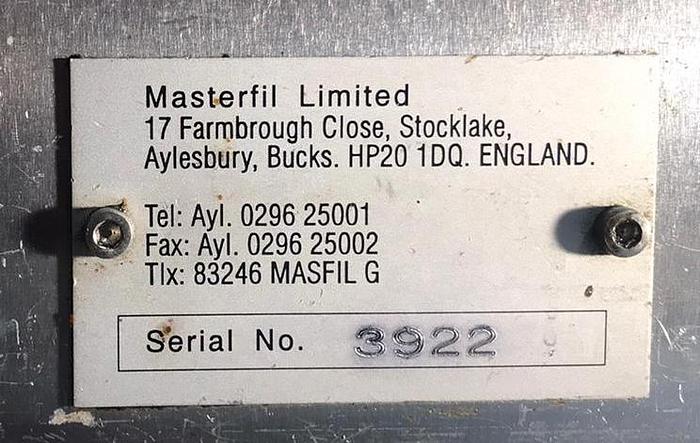 Masterfil Limited
17 Farmbrough Close, Stocklake,
Aylesbury, Bucks. HP20 1DQ. ENGLAND.
Tel: Ayl. 0296 25001
Fax: Ayl. 0296 25002
Tlx: 83246 MASFIL G
Serial No. 3922